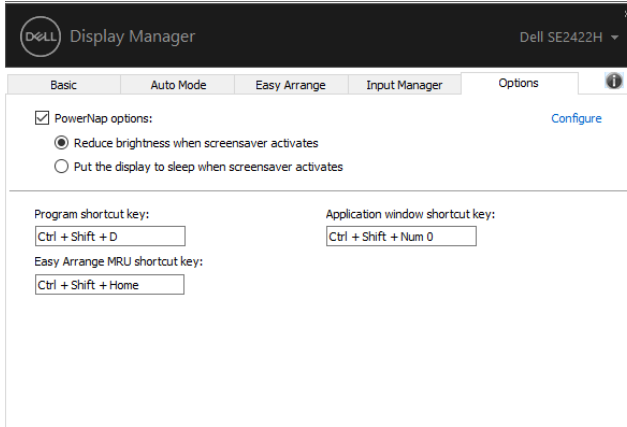 DELL Display Manager
Dell SE2422H
Basic Auto Mode Easy Arrange Input Manager Options
PowerNap options: Configure
Reduce brightness when screensaver activates
Put the display to sleep when screensaver activates
Program shortcut key: Application window shortcut key:
Ctrl + Shift + D Ctrl + Shift + Num 0
Easy Arrange MRU shortcut key:
Ctrl + Shift + Home